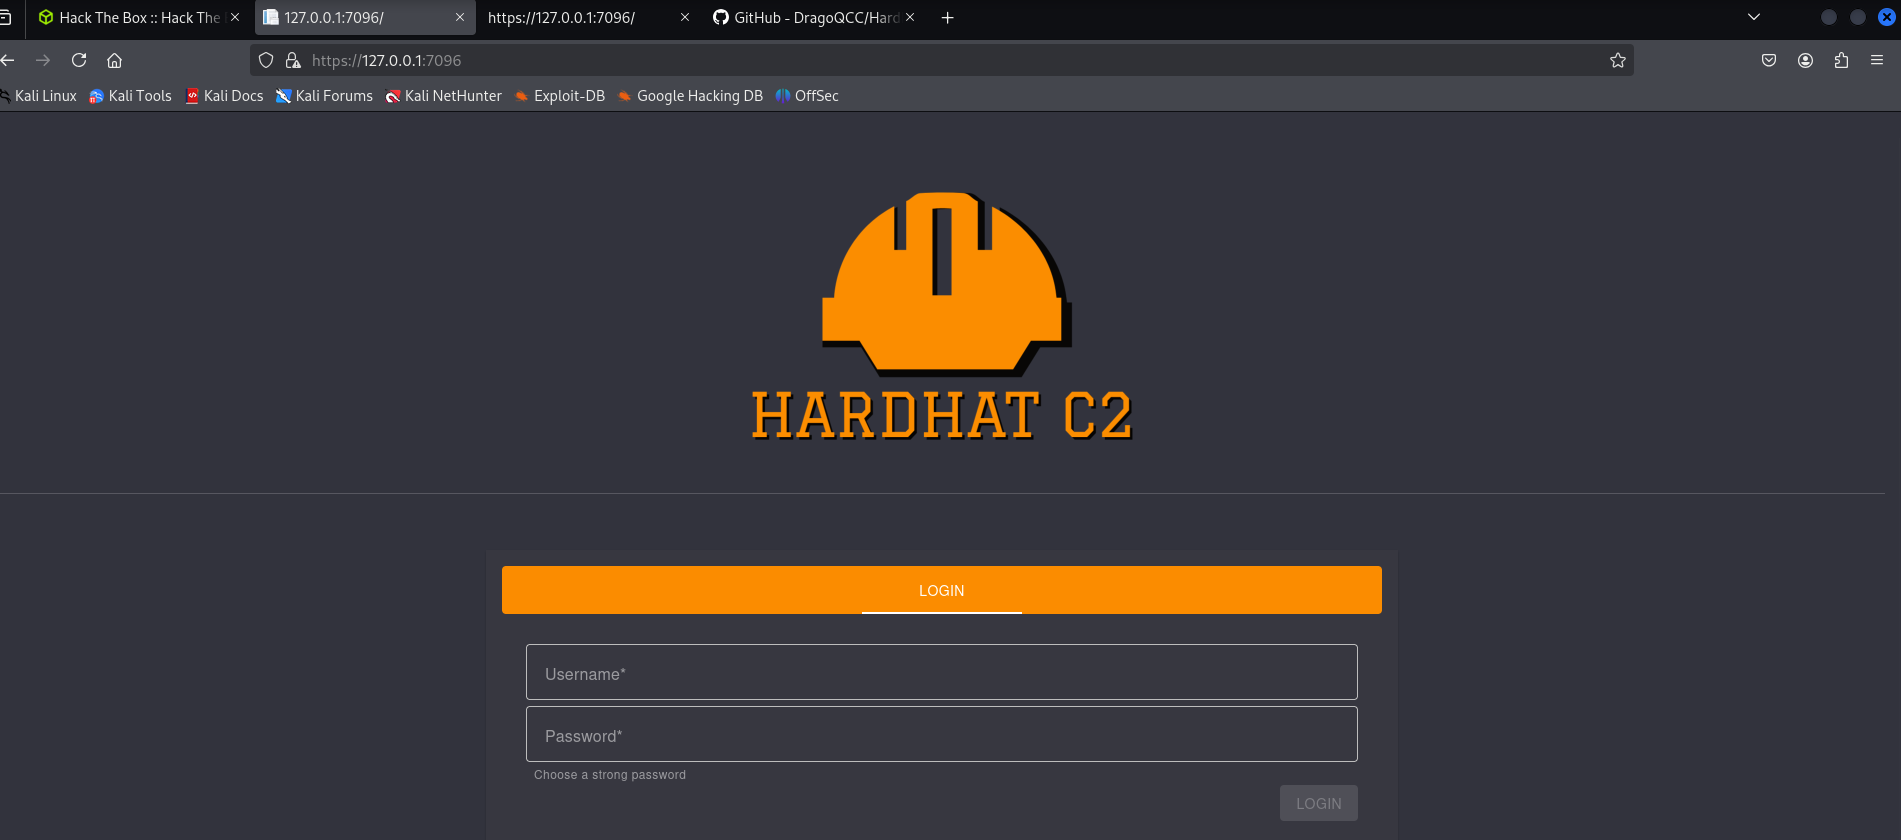 Hack The Box :: Hack The
127.0.0.1:7096/
https://127.0.0.1:7096/
GitHub - DragoQCC/Hard
https://127.0.0.1:7096
Kali Linux
Kali Tools
Kali Docs
Kali Forums
Kali NetHunter
Exploit-DB
Google Hacking DB
OffSec
HARDHAT C2
LOGIN
Username*
Password*
Choose a strong password
LOGIN